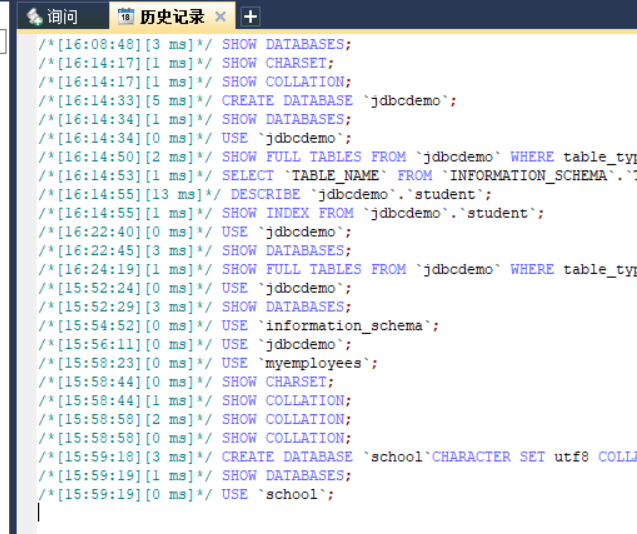 询问 历史记录
/*[16:08:48][3 ms]*/ SHOW DATABASES;
/*[16:14:17][1 ms]*/ SHOW CHARSET;
/*[16:14:17][1 ms]*/ SHOW COLLATION;
/*[16:14:33][5 ms]*/ CREATE DATABASE `jdbcdemo`;
/*[16:14:34][1 ms]*/ SHOW DATABASES;
/*[16:14:34][0 ms]*/ USE `jdbcdemo`;
/*[16:14:50][2 ms]*/ SHOW FULL TABLES FROM `jdbcdemo` WHERE table_typ
/*[16:14:53][1 ms]*/ SELECT `TABLE_NAME` FROM `INFORMATION_SCHEMA`.`T
/*[16:14:55][13 ms]*/ DESCRIBE `jdbcdemo`.`student`;
/*[16:14:55][1 ms]*/ SHOW INDEX FROM `jdbcdemo`.`student`;
/*[16:22:40][0 ms]*/ USE `jdbcdemo`;
/*[16:22:45][3 ms]*/ SHOW DATABASES;
/*[16:24:19][1 ms]*/ SHOW FULL TABLES FROM `jdbcdemo` WHERE table_typ
/*[15:52:24][0 ms]*/ USE `jdbcdemo`;
/*[15:52:29][3 ms]*/ SHOW DATABASES;
/*[15:54:52][0 ms]*/ USE `information_schema`;
/*[15:56:11][0 ms]*/ USE `jdbcdemo`;
/*[15:58:23][0 ms]*/ USE `myemployees`;
/*[15:58:44][0 ms]*/ SHOW CHARSET;
/*[15:58:44][1 ms]*/ SHOW COLLATION;
/*[15:58:58][2 ms]*/ SHOW COLLATION;
/*[15:58:58][0 ms]*/ SHOW COLLATION;
/*[15:59:18][3 ms]*/ CREATE DATABASE `school`CHARACTER SET utf8 COLLA
/*[15:59:19][1 ms]*/ SHOW DATABASES;
/*[15:59:19][0 ms]*/ USE `school`;